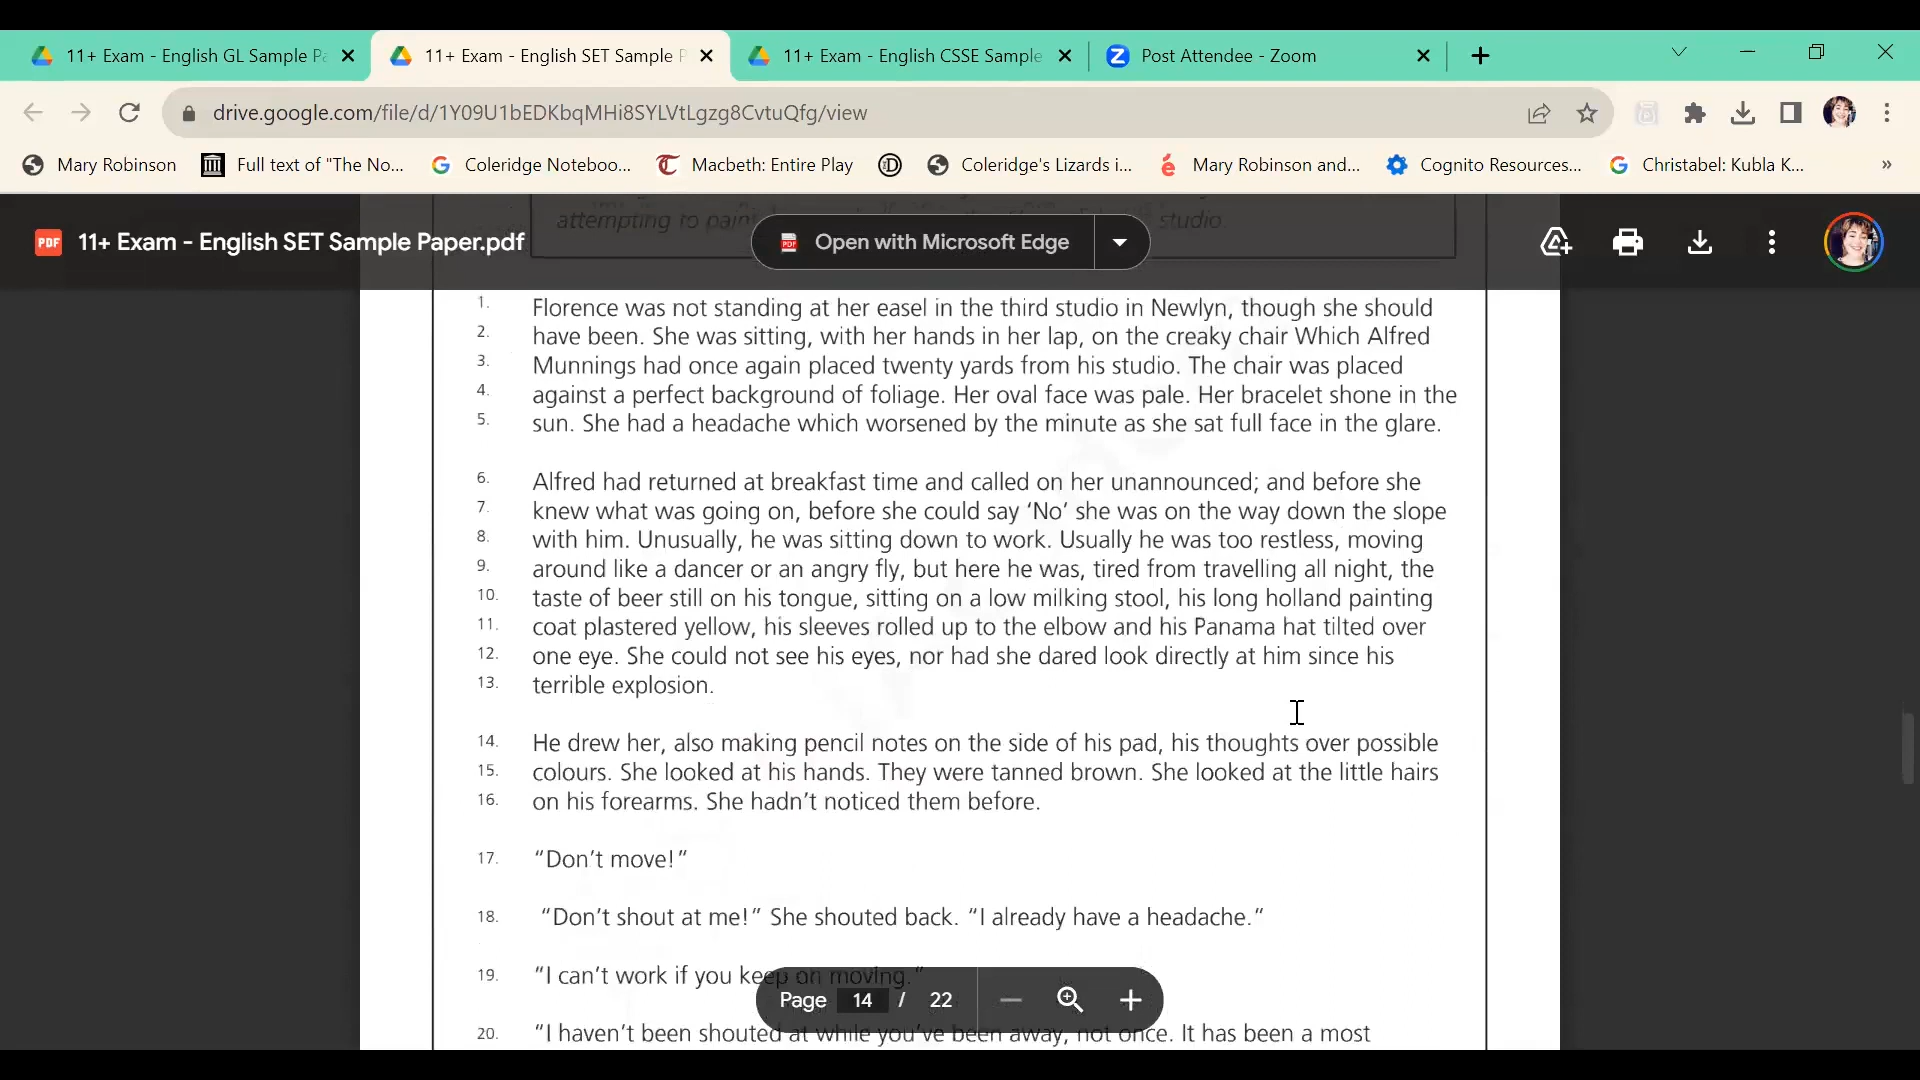 11+ Exam - English GL Sample Pa
11+ Exam - English SET Sample P
11+ Exam - English CSSE Sample
Post Attendee - Zoom
drive.google.com/file/d/1Y09U1bEDKbqMHi8SYLVtLgzg8CvtuQfg/view
Mary Robinson
Full text of "The No...
Coleridge Noteboo...
Macbeth: Entire Play
Coleridge's Lizards i...
Mary Robinson and...
Cognito Resources...
Christabel: Kubla K...
»
attempting to paint studio.
PDF 11+ Exam - English SET Sample Paper.pdf
Open with Microsoft Edge
1. Florence was not standing at her easel in the third studio in Newlyn, though she should
2. have been. She was sitting, with her hands in her lap, on the creaky chair Which Alfred
3. Munnings had once again placed twenty yards from his studio. The chair was placed
4. against a perfect background of foliage. Her oval face was pale. Her bracelet shone in the
5. sun. She had a headache which worsened by the minute as she sat full face in the glare.
6. Alfred had returned at breakfast time and called on her unannounced; and before she
7. knew what was going on, before she could say ‘No’ she was on the way down the slope
8. with him. Unusually, he was sitting down to work. Usually he was too restless, moving
9. around like a dancer or an angry fly, but here he was, tired from travelling all night, the
10. taste of beer still on his tongue, sitting on a low milking stool, his long holland painting
11. coat plastered yellow, his sleeves rolled up to the elbow and his Panama hat tilted over
12. one eye. She could not see his eyes, nor had she dared look directly at him since his
13. terrible explosion.
14. He drew her, also making pencil notes on the side of his pad, his thoughts over possible
15. colours. She looked at his hands. They were tanned brown. She looked at the little hairs
16. on his forearms. She hadn’t noticed them before.
17. “Don’t move!”
18. “Don’t shout at me!” She shouted back. “I already have a headache.“
19. “I can’t work if you keep on moving.”
Page 14 / 22
20. “I haven’t been shouted at while you’ve been away, not once. It has been a most